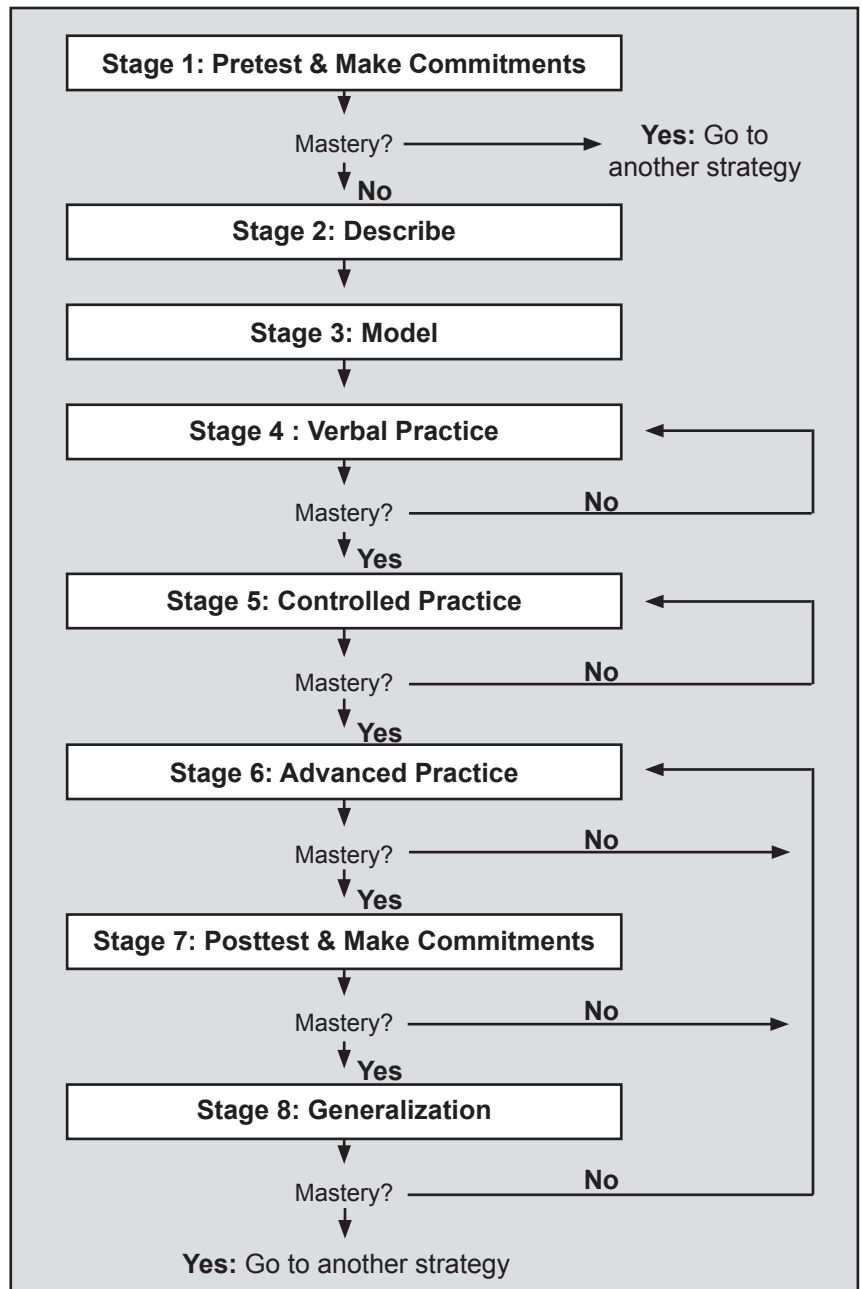 Stage 1: Pretest & Make Commitments
Mastery?
Yes: Go to
another strategy
No
Stage 2: Describe
Stage 3: Model
Stage 4 : Verbal Practice
Mastery?
No
Yes
Stage 5: Controlled Practice
Mastery?
No
Yes
Stage 6: Advanced Practice
Mastery?
No
Yes
Stage 7: Posttest & Make Commitments
Mastery?
No
Yes
Stage 8: Generalization
Mastery?
No
Yes: Go to another strategy